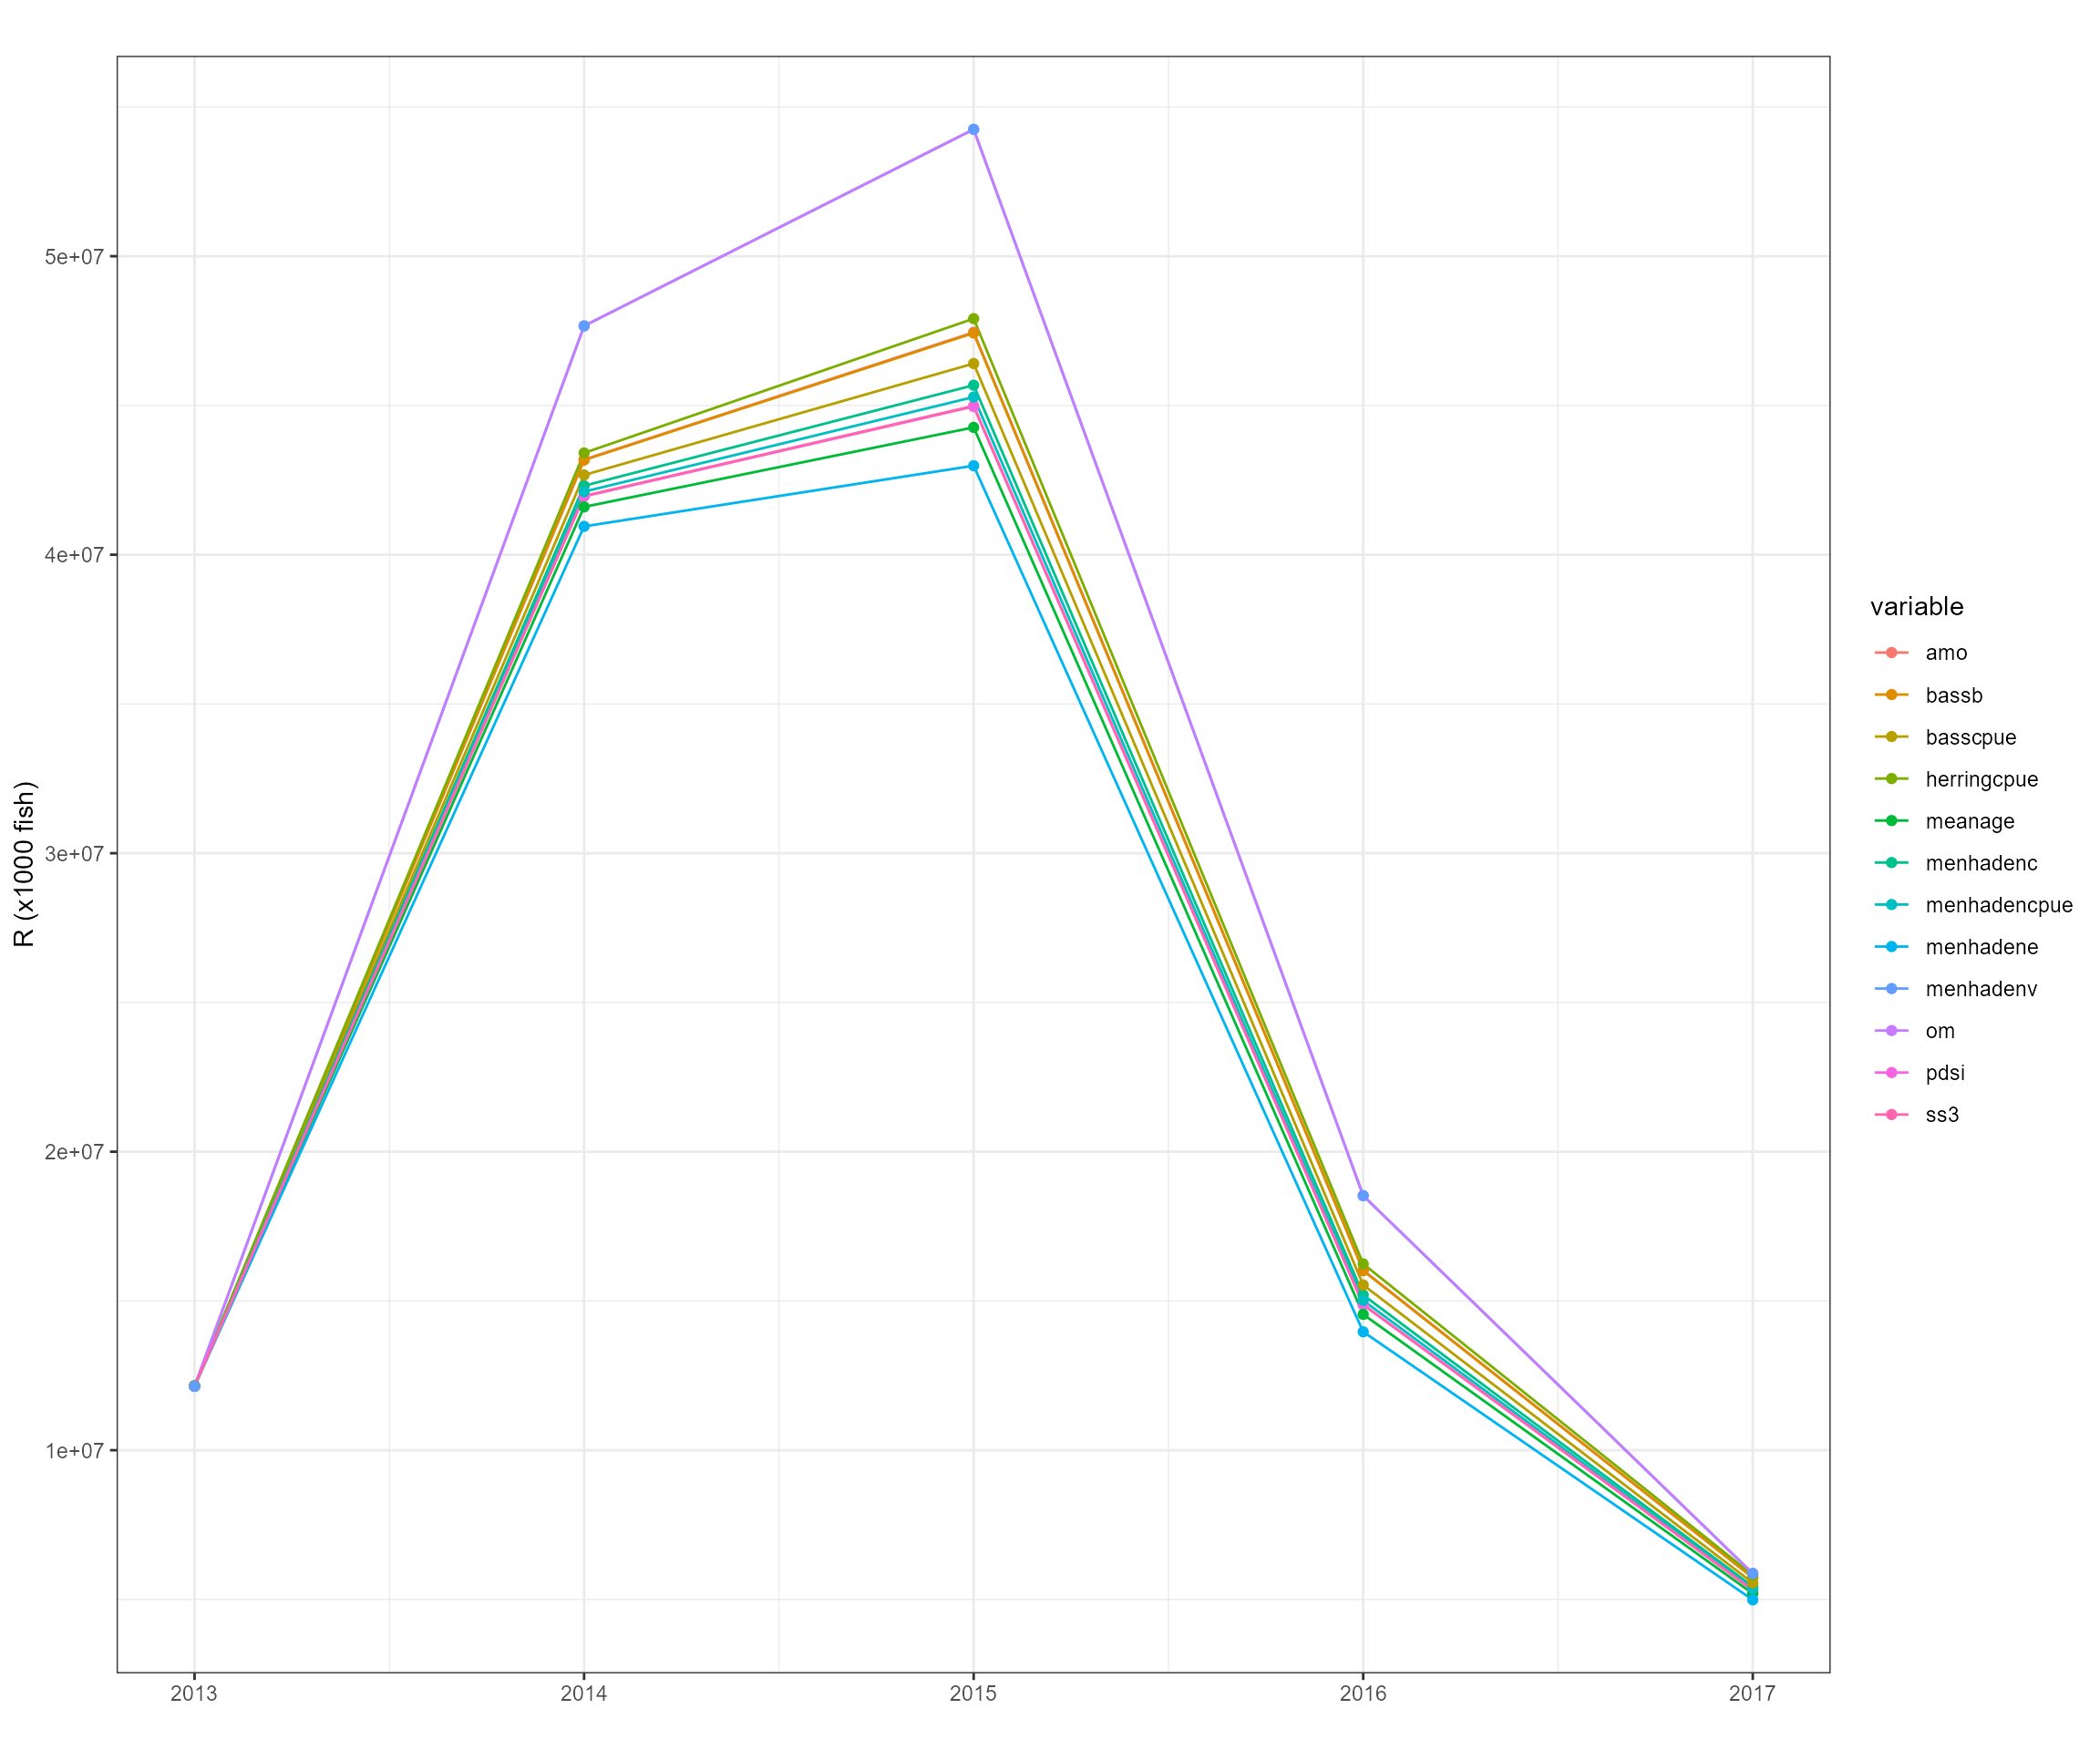 R (x1000 fish)
5e+07
4e+07
3e+07
2e+07
1e+07
2013
2014
2015
2016
2017
variable
amo
bassb
basscpue
herringcpue
meanage
menhadenc
menhadencpue
menhadene
menhadenv
om
pdsi
ss3